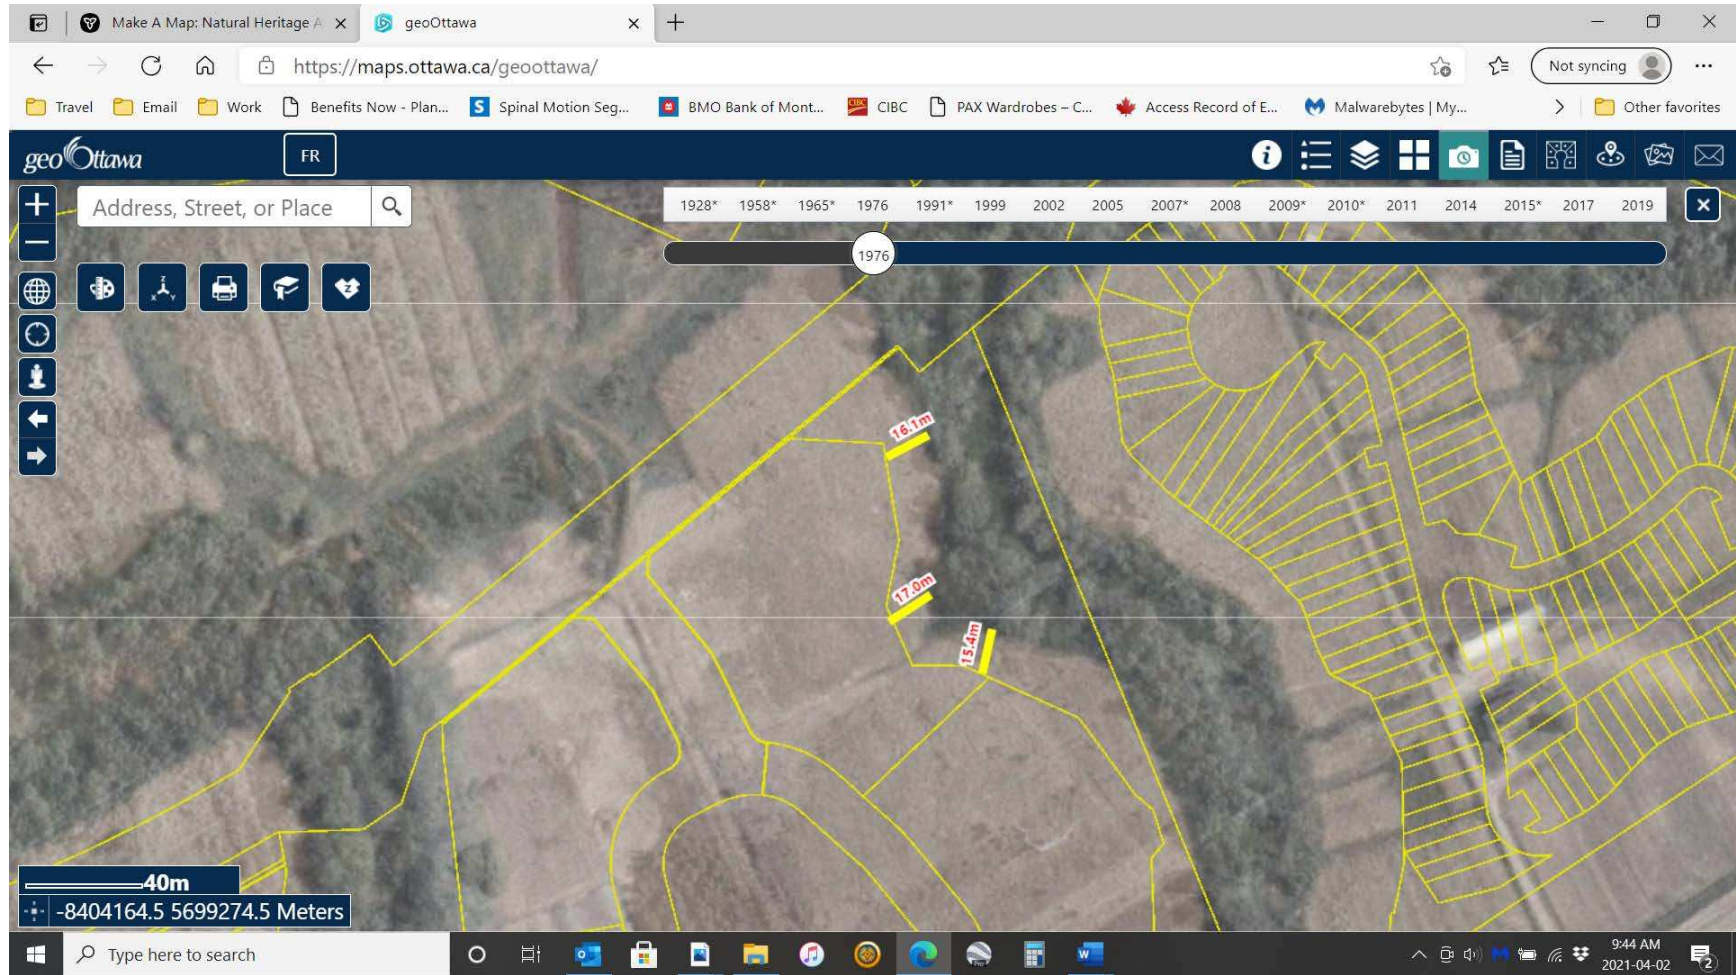 Make A Map: Natural Heritage A
geoOttawa
https://maps.ottawa.ca/geoottawa/
Not syncing
Travel
Email
Work
Benefits Now - Plan...
Spinal Motion Seg...
BMO Bank of Mont...
CIBC
PAX Wardrobes – C...
Access Record of E...
Malwarebytes | My...
Other favorites
geoOttawa
FR
Address, Street, or Place
1928* 1958* 1965* 1976 1991* 1999 2002 2005 2007* 2008 2009* 2010* 2011 2014 2015* 2017 2019
1976
16.1m
17.0m
15.4m
40m
-8404164.5 5699274.5 Meters
Type here to search
9:44 AM
2021-04-02
2